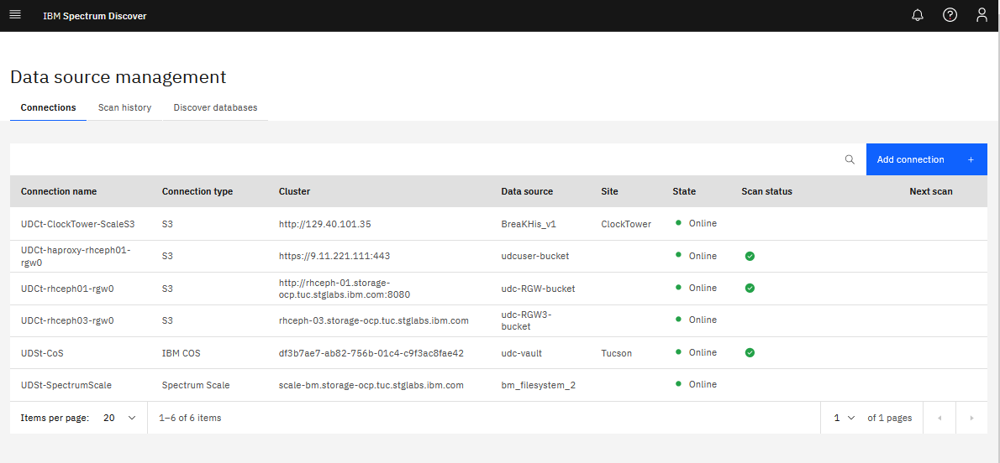 IBM Spectrum Discover
Data source management
Connections Scan history Discover databases
Add connection +
Connection name Connection type Cluster Data source Site State Scan status Next scan
UDCt-ClockTower-ScaleS3 S3 http://129.40.101.35 BreaKHis_v1 ClockTower Online
UDCt-haproxy-rhceph01-
rgw0 S3 https://9.11.221.111:443 udcuser-bucket Online
UDCt-rhceph01-rgw0 S3 http://rhceph-01.storage-
ocp.tuc.stglabs.ibm.com:8080 udc-RGW-bucket Online
UDCt-rhceph03-rgw0 S3 rhceph-03.storage-ocp.tuc.stglabs.ibm.com udc-RGW3-
bucket Online
UDSt-CoS IBM COS df3b7ae7-ab82-756b-01c4-c9f3ac8fae42 udc-vault Tucson Online
UDSt-SpectrumScale Spectrum Scale scale-bm.storage-ocp.tuc.stglabs.ibm.com bm_filesystem_2 Online
Items per page: 20 1–6 of 6 items 1 of 1 pages